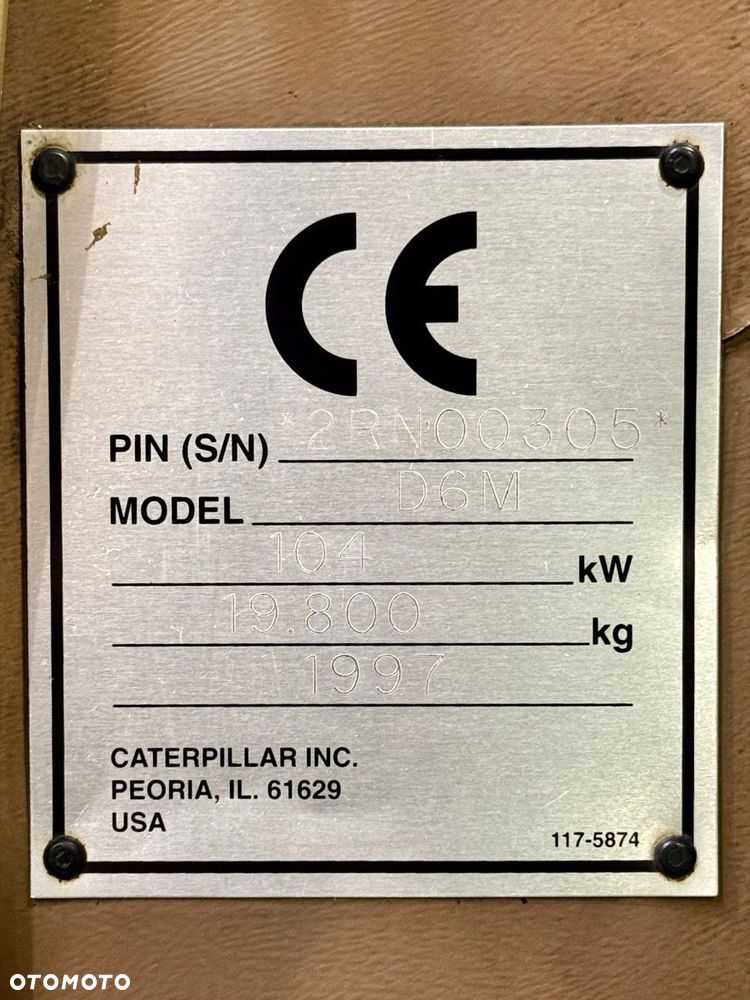 CE
PIN (S/N) *2RN00305*
MODEL D6M
104 kW
19.800 kg
1997
CATERPILLAR INC.
PEORIA, IL. 61629
USA
117-5874
OTOMOTO